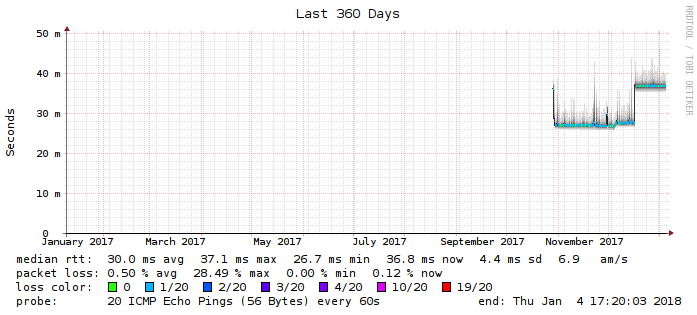 Last 360 Days
RRDTOOL / TOBI OETIKER
Seconds
50 m
40 m
30 m
20 m
10 m
0
January 2017 March 2017 May 2017 July 2017 September 2017 November 2017
median rtt: 30.0 ms avg 37.1 ms max 26.7 ms min 36.8 ms now 4.4 ms sd 6.9 am/s
packet loss: 0.50 % avg 28.49 % max 0.00 % min 0.12 % now
loss color: 0 1/20 2/20 3/20 4/20 10/20 19/20
probe: 20 ICMP Echo Pings (56 Bytes) every 60s end: Thu Jan 4 17:20:03 2018